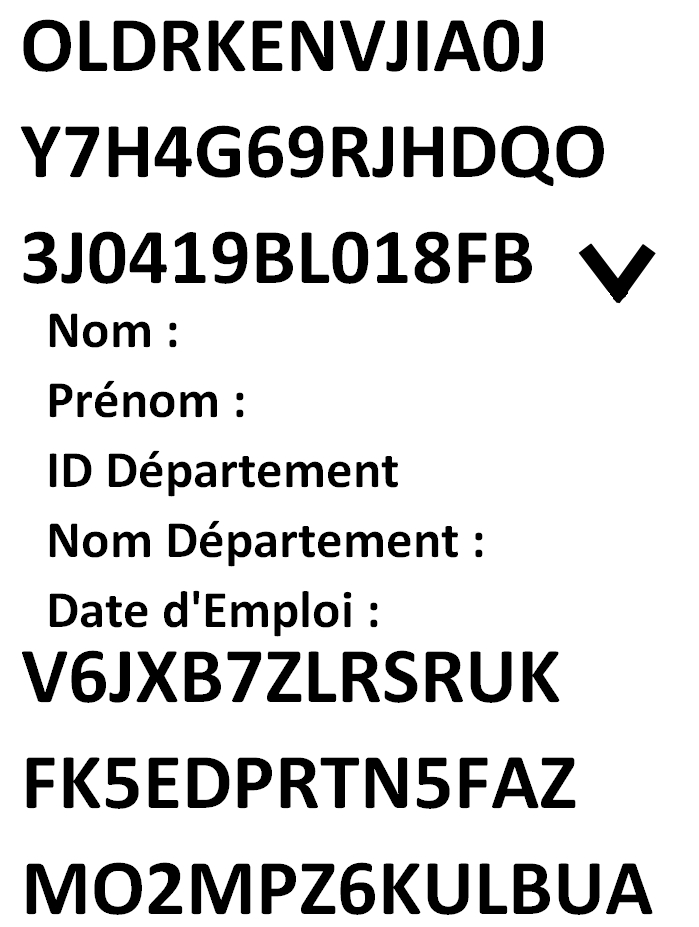 OLDRKENVJIA0J
Y7H4G69RJHDQO
3J0419BL018FB
Nom :
Prénom :
ID Département
Nom Département :
Date d'Emploi :
V6JXB7ZLRSRUK
FK5EDPRTN5FAZ
MO2MPZ6KULBUA